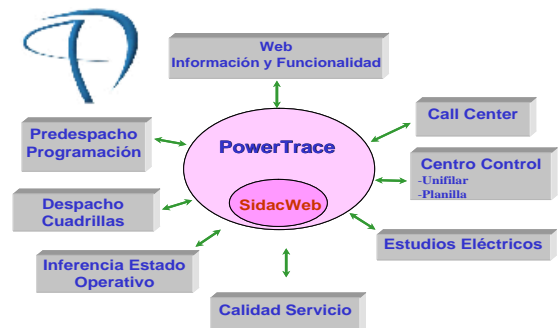 Web
Información y Funcionalidad
Call Center
Predespacho
Programación
PowerTrace
Centro Control
-Unifilar
-Planilla
Despacho
Cuadrillas
SidacWeb
Estudios Eléctricos
Inferencia Estado
Operativo
Calidad Servicio